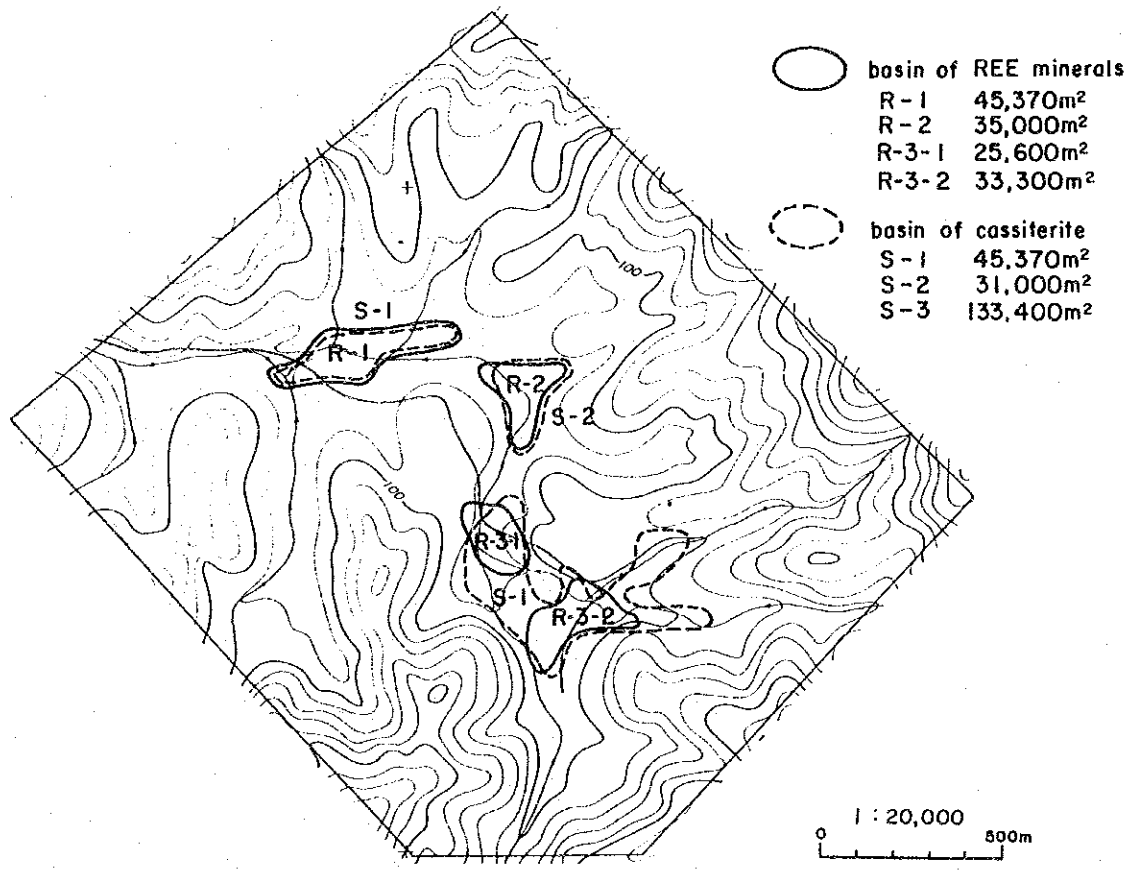 basin of REE minerals
R-1 45,370m²
R-2 35,000m²
R-3-1 25,600m²
R-3-2 33,300m²
basin of cassiterite
S-1 45,370m²
S-2 31,000m²
S-3 133,400m²
100
S-1
R-1
R-2
S-2
100
R-3-1
S-1
R-3-2
1 : 20,000
0 500m